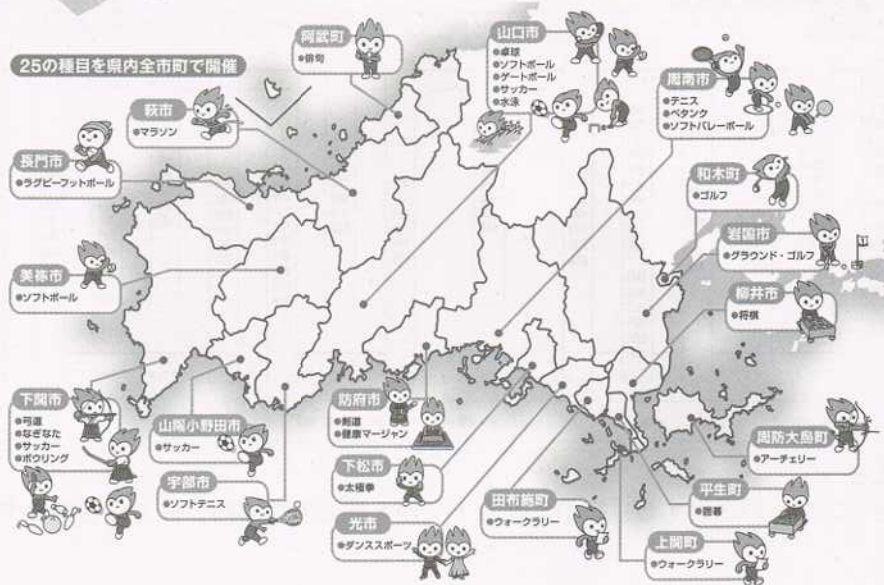 25の種目を県内全市町で開催
阿武町
●俳句
山口市
●卓球
●ソフトボール
●ゲートボール
●サッカー
●水泳
周南市
●テニス
●ペタンク
●ソフトバレーボール
萩市
●マラソン
長門市
●ラグビーフットボール
和木町
●ゴルフ
岩国市
●グラウンド・ゴルフ
美祢市
●ソフトボール
柳井市
●将棋
下関市
●弓道
●なぎなた
●サッカー
●ボウリング
山陽小野田市
●サッカー
宇部市
●ソフトテニス
防府市
●剣道
●健康マージャン
下松市
●太極拳
光市
●ダンススポーツ
田布施町
●ウォークラリー
周防大島町
●アーチェリー
平生町
●囲碁
上関町
●ウォークラリー
1